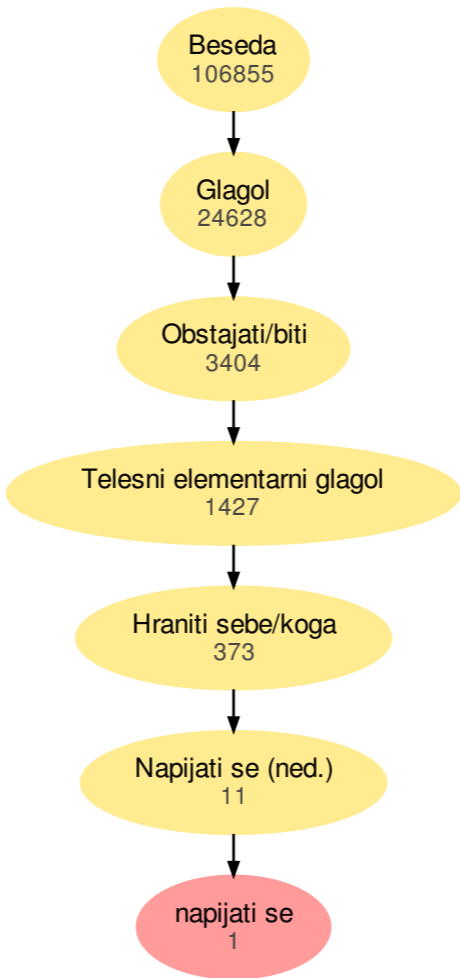 Beseda
106855
Glagol
24628
Obstajati/biti
3404
Telesni elementarni glagol
1427
Hraniti sebe/koga
373
Napijati se (ned.)
11
napijati se
1